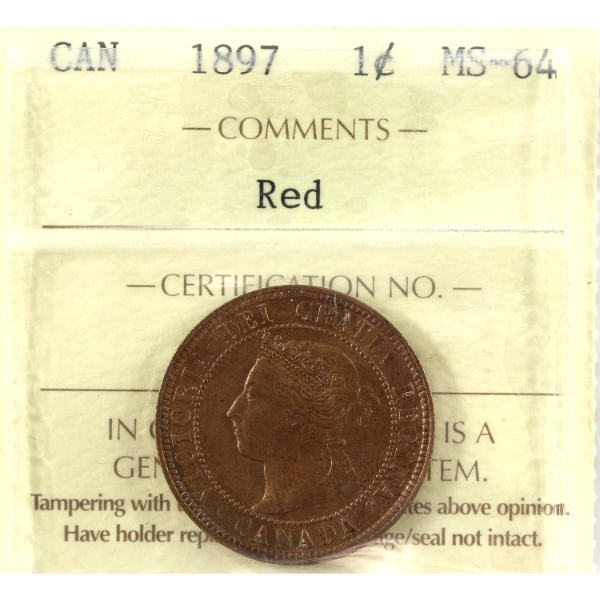 CAN 1897 1¢ MS-64
— COMMENTS —
Red
— CERTIFICATION NO. —
VICTORIA DEI GRATIA REGINA.
CANADA
IN IS A
GEN TEM.
Tampering with tes above opinion.
Have holder rep ge/seal not intact.